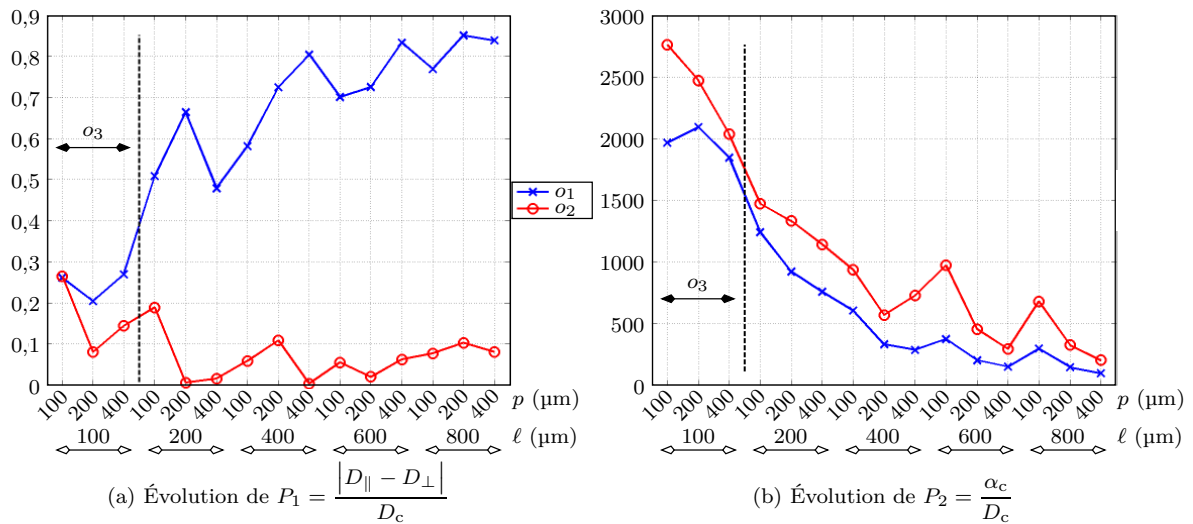 0,9
0,8
0,7
0,6
0,5
0,4
0,3
0,2
0,1
0
o₃
100 200 400 100 200 400 100 200 400 100 200 400 100 200 400 p (µm)
100 200 400 600 800 ℓ (µm)
(a) Évolution de P₁ = |D∥ − D⊥| / Dc
o₁
o₂
3000
2500
2000
1500
1000
500
0
o₃
100 200 400 100 200 400 100 200 400 100 200 400 100 200 400 p (µm)
100 200 400 600 800 ℓ (µm)
(b) Évolution de P₂ = αc / Dc